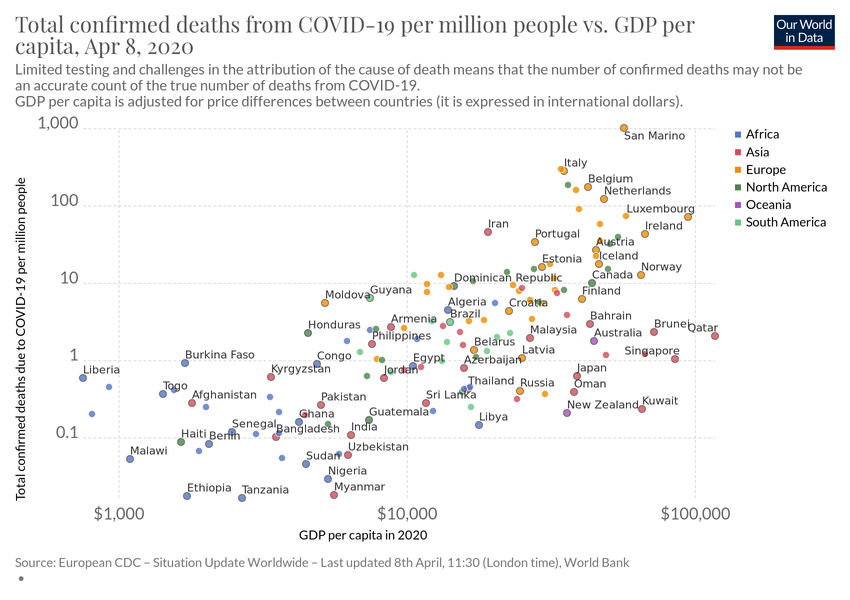 Total confirmed deaths from COVID-19 per million people vs. GDP per
capita, Apr 8, 2020
Our World
in Data
Limited testing and challenges in the attribution of the cause of death means that the number of confirmed deaths may not be
an accurate count of the true number of deaths from COVID-19.
GDP per capita is adjusted for price differences between countries (it is expressed in international dollars).
Total confirmed deaths due to COVID-19 per million people
1,000
100
10
1
0.1
San Marino
Italy
Belgium
Netherlands
Luxembourg
Iran
Ireland
Portugal
Austria
Iceland
Estonia
Norway
Dominican Republic
Canada
Guyana
Moldova
Finland
Algeria
Croatia
Brazil
Armenia
Bahrain
Honduras
Brunei
Qatar
Philippines
Malaysia
Australia
Belarus
Latvia
Singapore
Burkina Faso
Congo
Egypt
Azerbaijan
Liberia
Kyrgyzstan
Jordan
Japan
Togo
Thailand
Russia
Oman
Afghanistan
Pakistan
Sri Lanka
New Zealand
Kuwait
Ghana
Guatemala
Libya
Senegal
Bangladesh
India
Haiti
Benin
Malawi
Uzbekistan
Sudan
Nigeria
Ethiopia
Tanzania
Myanmar
Africa
Asia
Europe
North America
Oceania
South America
$1,000
$10,000
$100,000
GDP per capita in 2020
Source: European CDC – Situation Update Worldwide – Last updated 8th April, 11:30 (London time), World Bank